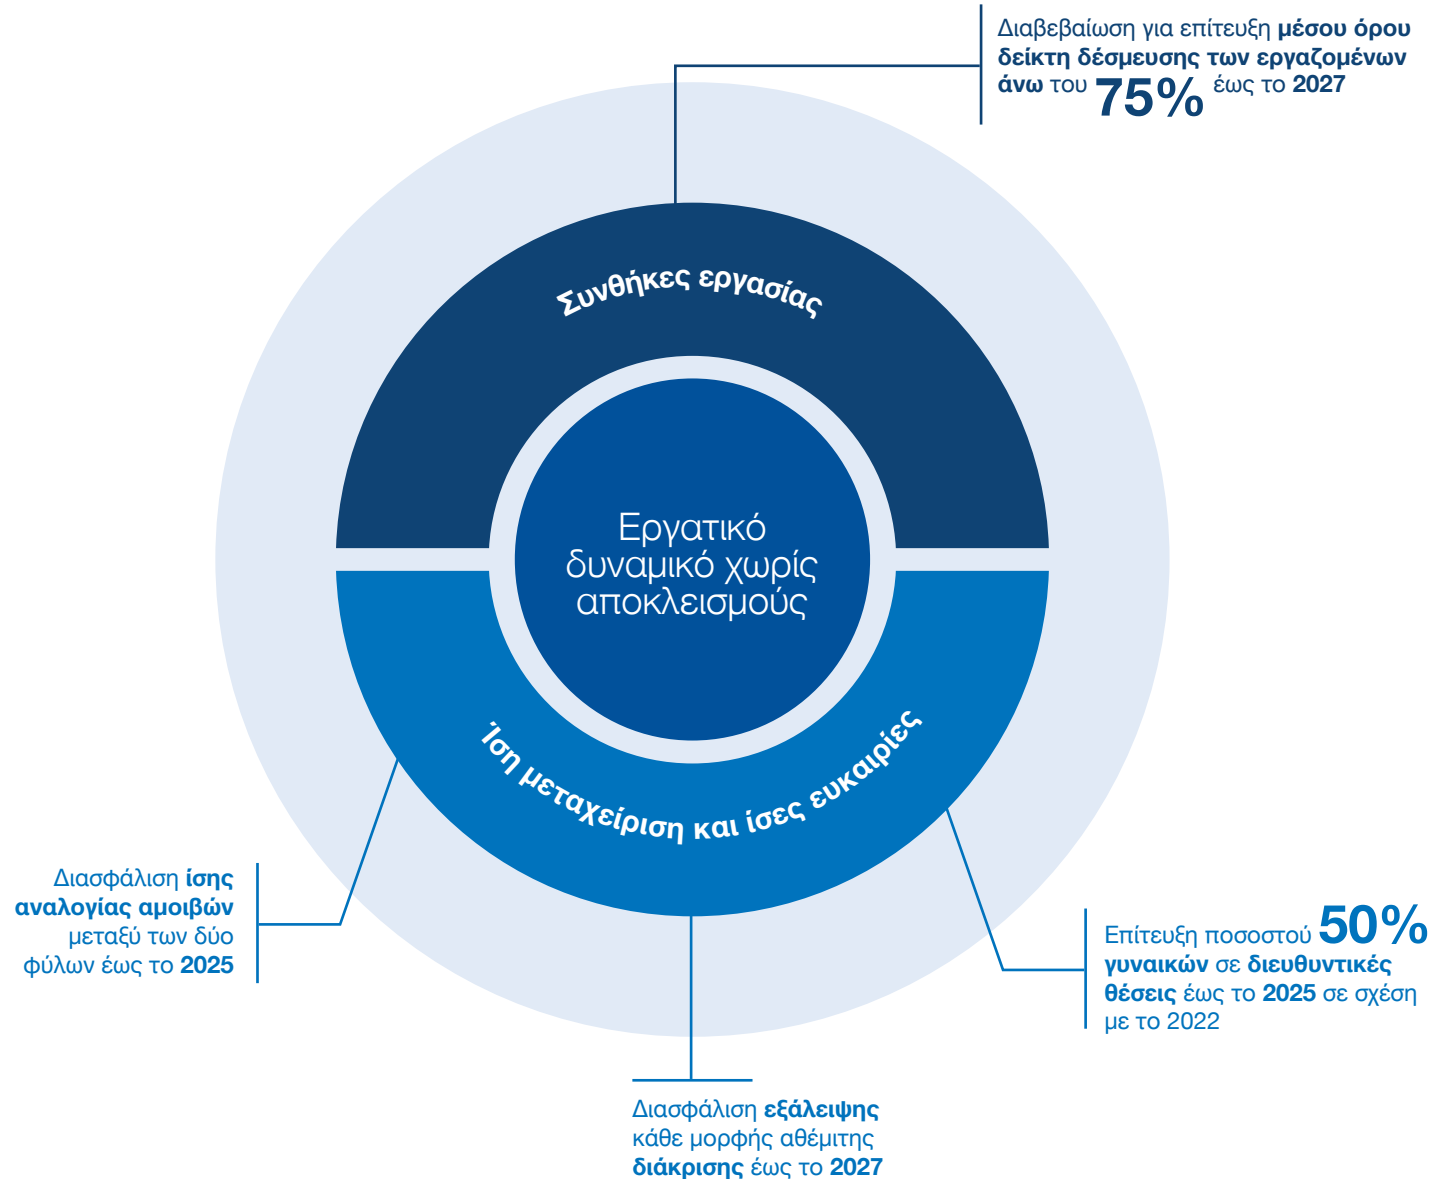 Διαβεβαίωση για επίτευξη μέσου όρου
δείκτη δέσμευσης των εργαζομένων
άνω του 75% έως το 2027
Συνθήκες εργασίας
Εργατικό
δυναμικό χωρίς
αποκλεισμούς
Ίση μεταχείριση και ίσες ευκαιρίες
Διασφάλιση ίσης
αναλογίας αμοιβών
μεταξύ των δύο
φύλων έως το 2025
Επίτευξη ποσοστού 50%
γυναικών σε διευθυντικές
θέσεις έως το 2025 σε σχέση
με το 2022
Διασφάλιση εξάλειψης
κάθε μορφής αθέμιτης
διάκρισης έως το 2027